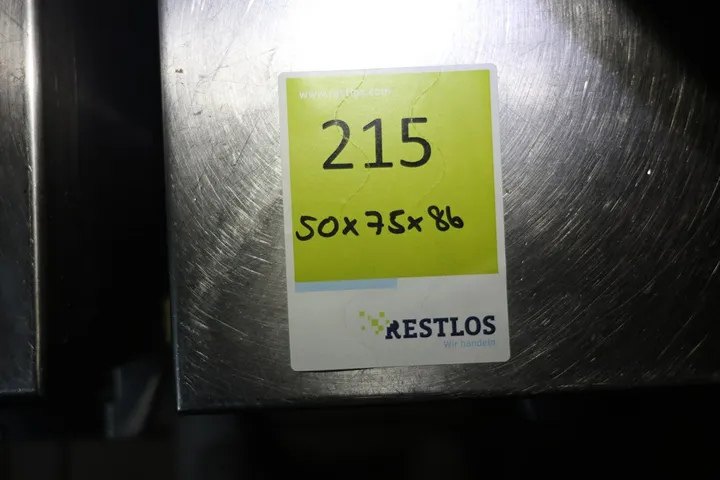 www.restlos.com
215
50x75x86
RESTLOS
Wir handeln